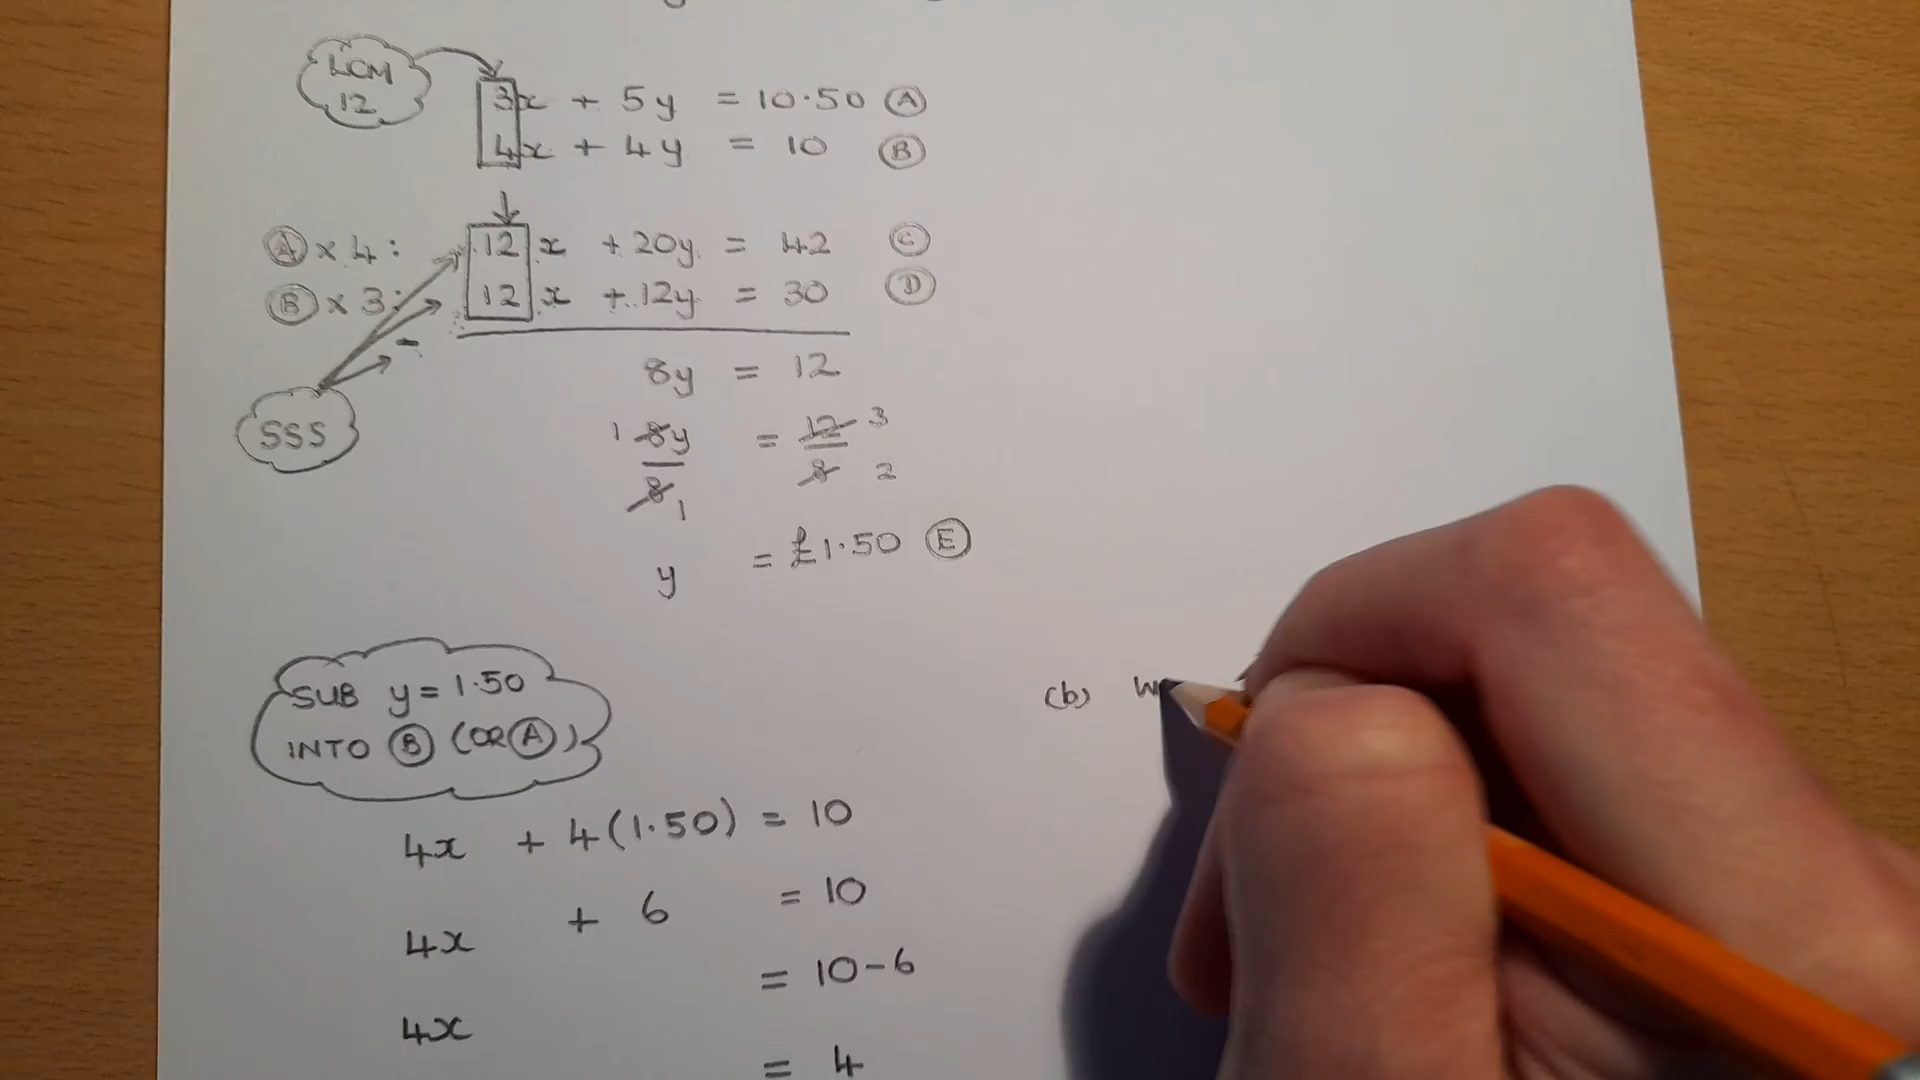 LCM
12
3x + 5y = 10.50 A
4x + 4y = 10 B
A x 4: 12x + 20y = 42 C
B x 3: 12x + 12y = 30 D
-
SSS
8y = 12
1 8y = 12 3
8 1 8 2
y = £1.50 E
SUB y = 1.50
INTO B (OR A)
(b)
4x + 4(1.50) = 10
4x + 6 = 10
4x = 10-6
= 4